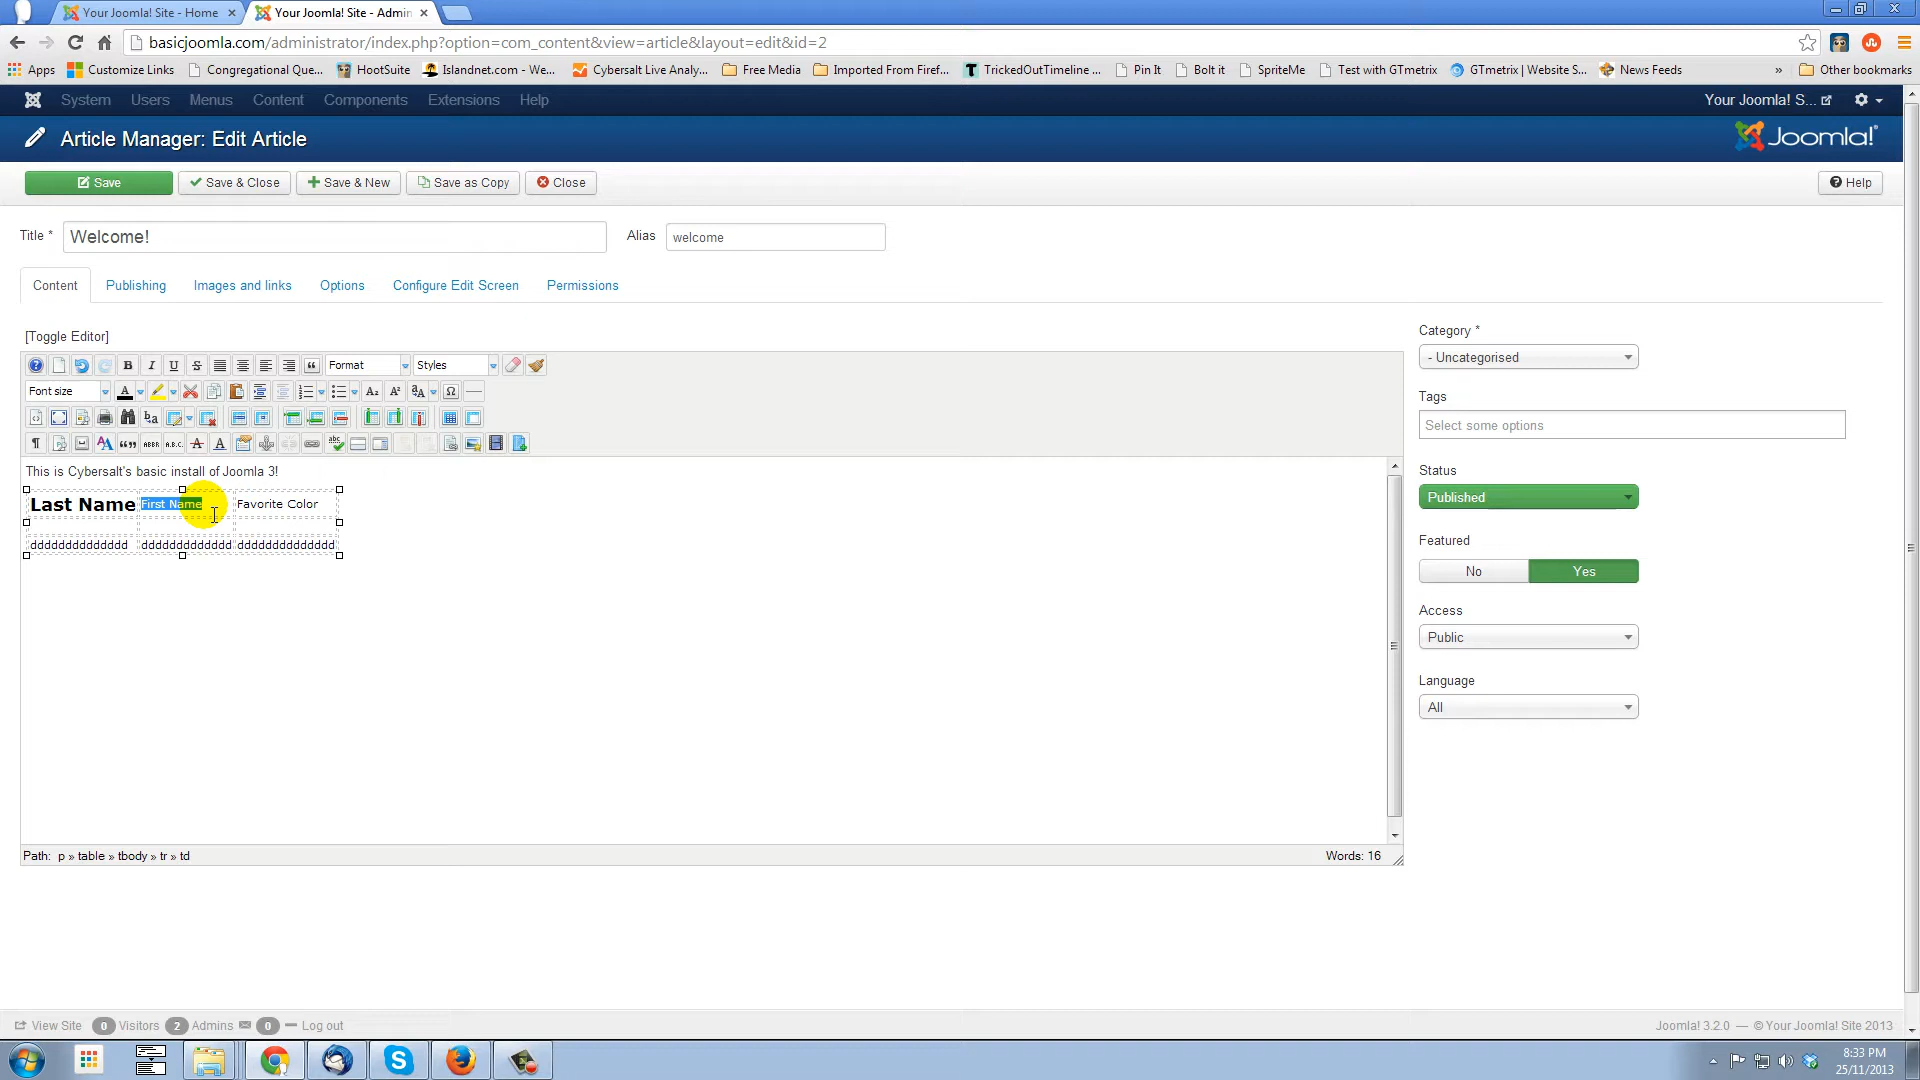 Your Joomla! Site - Home
Your Joomla! Site - Admin
basicjoomla.com/administrator/index.php?option=com_content&view=article&layout=edit&id=2
Apps Customize Links Congregational Que... HootSuite Islandnet.com - We... Cybersalt Live Analy... Free Media Imported From Firef... TrickedOutTimeline ... Pin It Bolt it SpriteMe Test with GTmetrix GTmetrix | Website S... News Feeds » Other bookmarks
System Users Menus Content Components Extensions Help Your Joomla! S...
Article Manager: Edit Article Joomla!
Save Save & Close Save & New Save as Copy Close Help
Title * Welcome! Alias welcome
Content Publishing Images and links Options Configure Edit Screen Permissions
[Toggle Editor]
Format Styles
Font size
This is Cybersalt's basic install of Joomla 3!
Last Name First Name Favorite Color
dddddddddddddd ddddddddddddd dddddddddddddd
Path: p » table » tbody » tr » td Words: 16
Category *
- Uncategorised
Tags
Select some options
Status
Published
Featured
No Yes
Access
Public
Language
All
View Site 0 Visitors 2 Admins 0 Log out Joomla! 3.2.0 — © Your Joomla! Site 2013
8:33 PM
25/11/2013